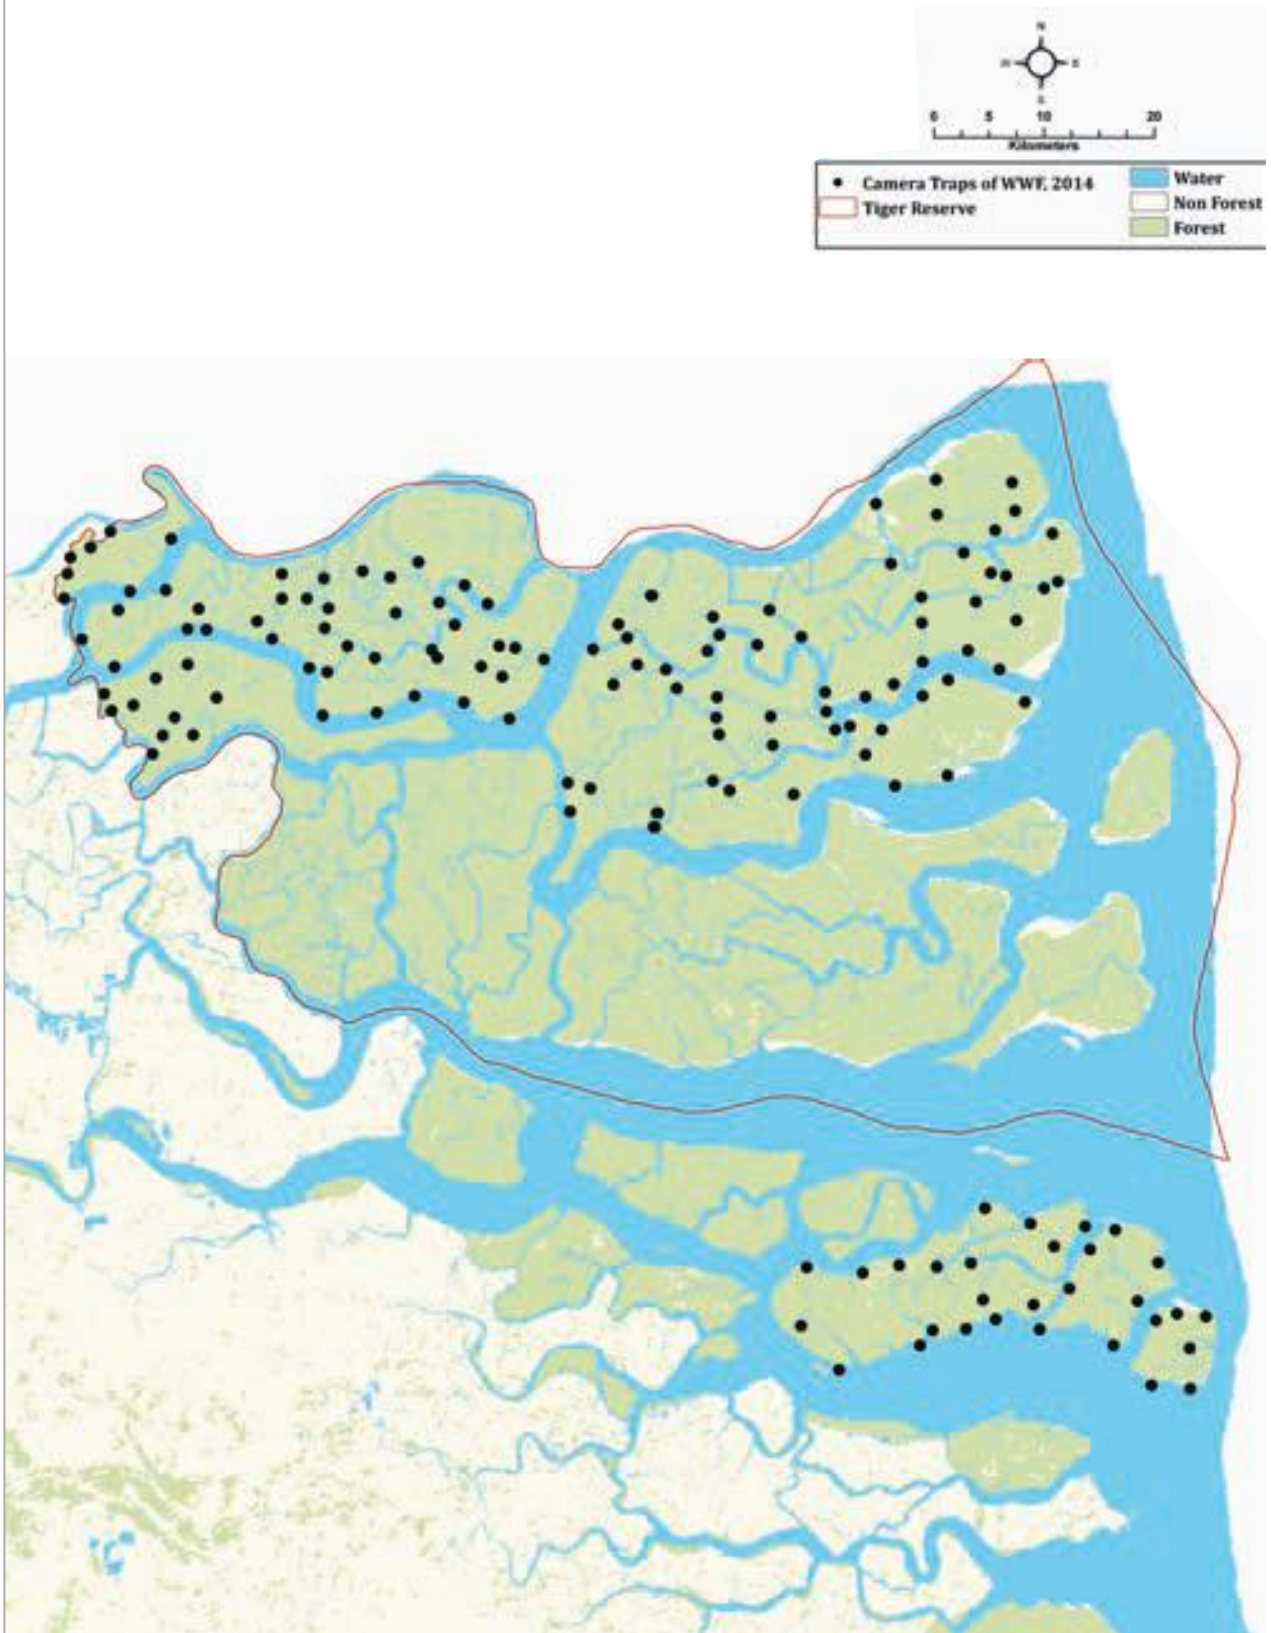 N
W E
S
0 5 10 20
Kilometers
Camera Traps of WWF, 2014
Tiger Reserve
Water
Non Forest
Forest